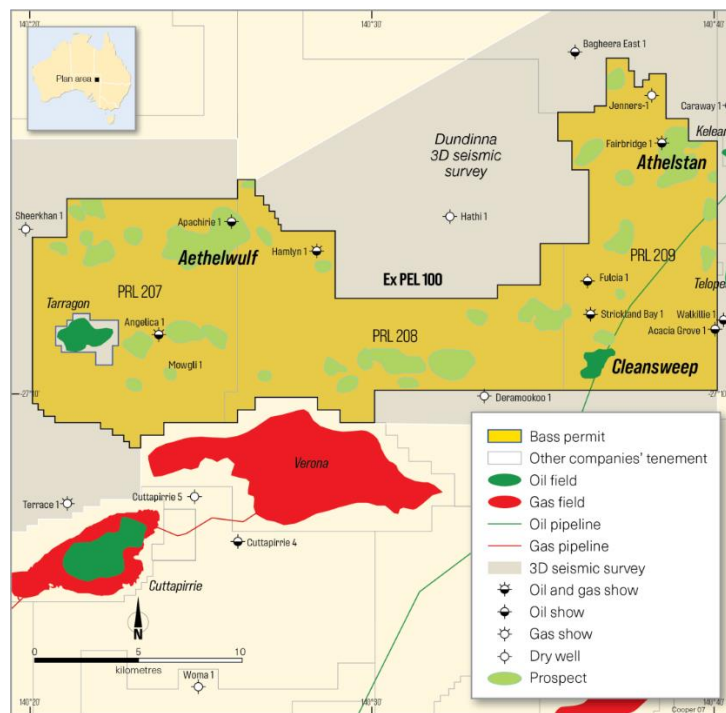 140°20'
140°30'
140°40'
Plan area
Bagheera East 1
Jenners-1
Caraway 1
Fairbridge 1
Athelstan
Dundinna
3D seismic
survey
Sheerkhan 1
Apachirie 1
Hathi 1
Aethelwulf
Hamlyn 1
PRL 209
Ex PEL 100
Fulcia 1
Tarragon
PRL 207
Angelica 1
Strickland Bay 1
Walkillie 1
Acacia Grove 1
PRL 208
Mowgli 1
Cleansweep
-27°10'
Deramookoo 1
Verona
Terrace 1
Cuttapirrie 5
Cuttapirrie 4
Cuttapirrie
N
0 5 10
kilometres
Woma 1
140°20'
140°30'
Bass permit
Other companies' tenement
Oil field
Gas field
Oil pipeline
Gas pipeline
3D seismic survey
Oil and gas show
Oil show
Gas show
Dry well
Prospect
Cooper 07